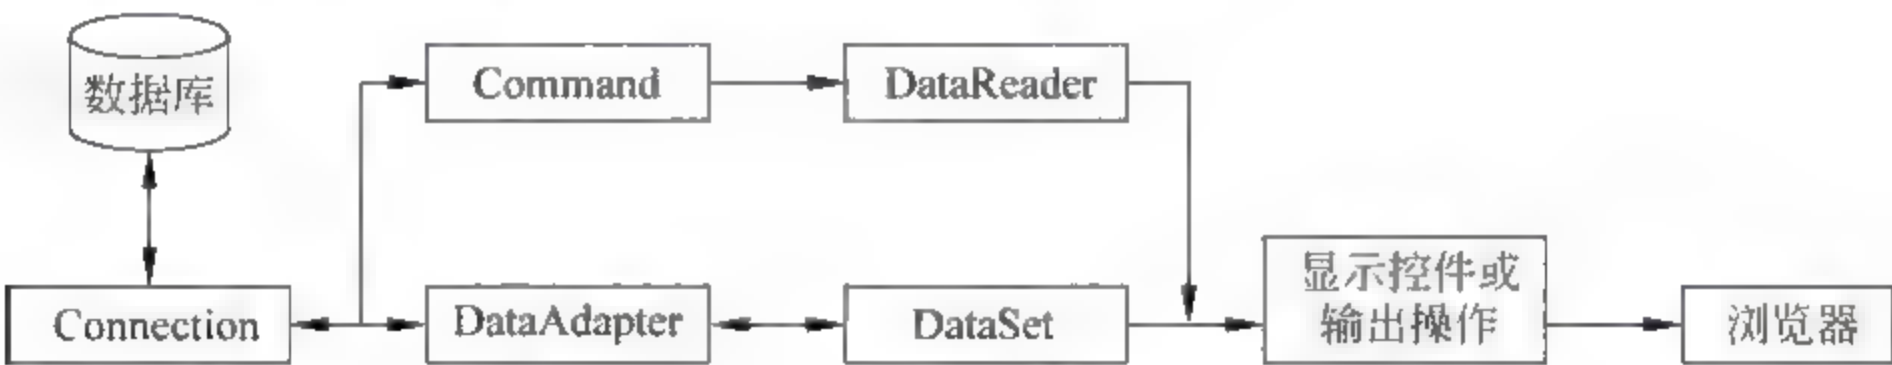 数据库
Command
DataReader
Connection
DataAdapter
DataSet
显示控件或
输出操作
浏览器